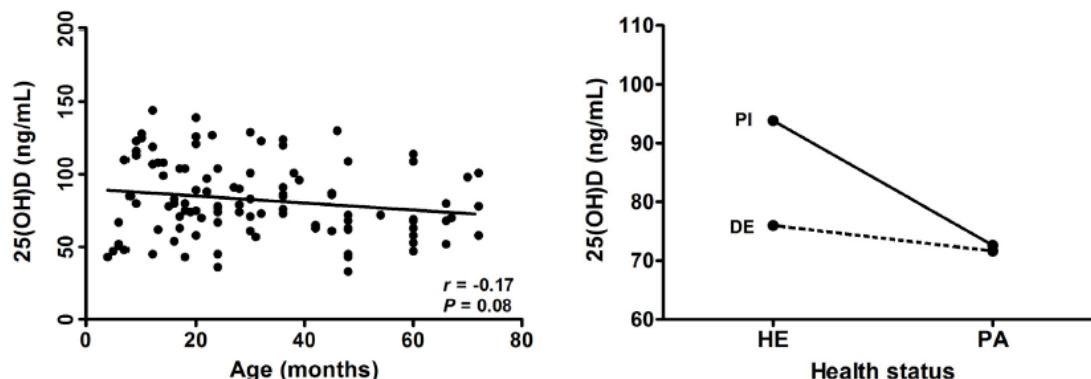 25(OH)D (ng/mL)
200
150
100
50
0
r = -0.17
P = 0.08
0 20 40 60 80
Age (months)
25(OH)D (ng/mL)
110
100
90
80
70
60
PI
DE
HE PA
Health status